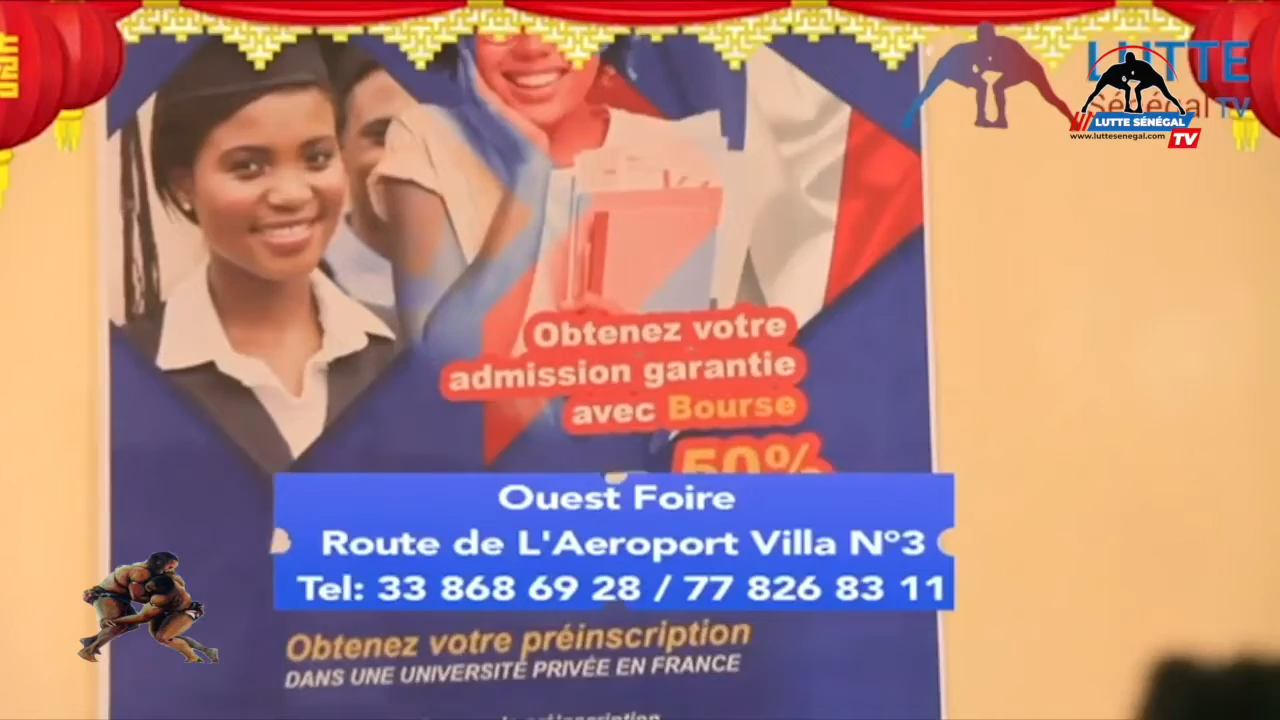 LUTTE
Sénégal TV
LUTTE SÉNÉGAL
www.luttesenegal.com
TV
Obtenez votre
admission garantie
avec Bourse
50%
Ouest Foire
Route de L'Aeroport Villa N°3
Tel: 33 868 69 28 / 77 826 83 11
Obtenez votre préinscription
DANS UNE UNIVERSITÉ PRIVÉE EN FRANCE